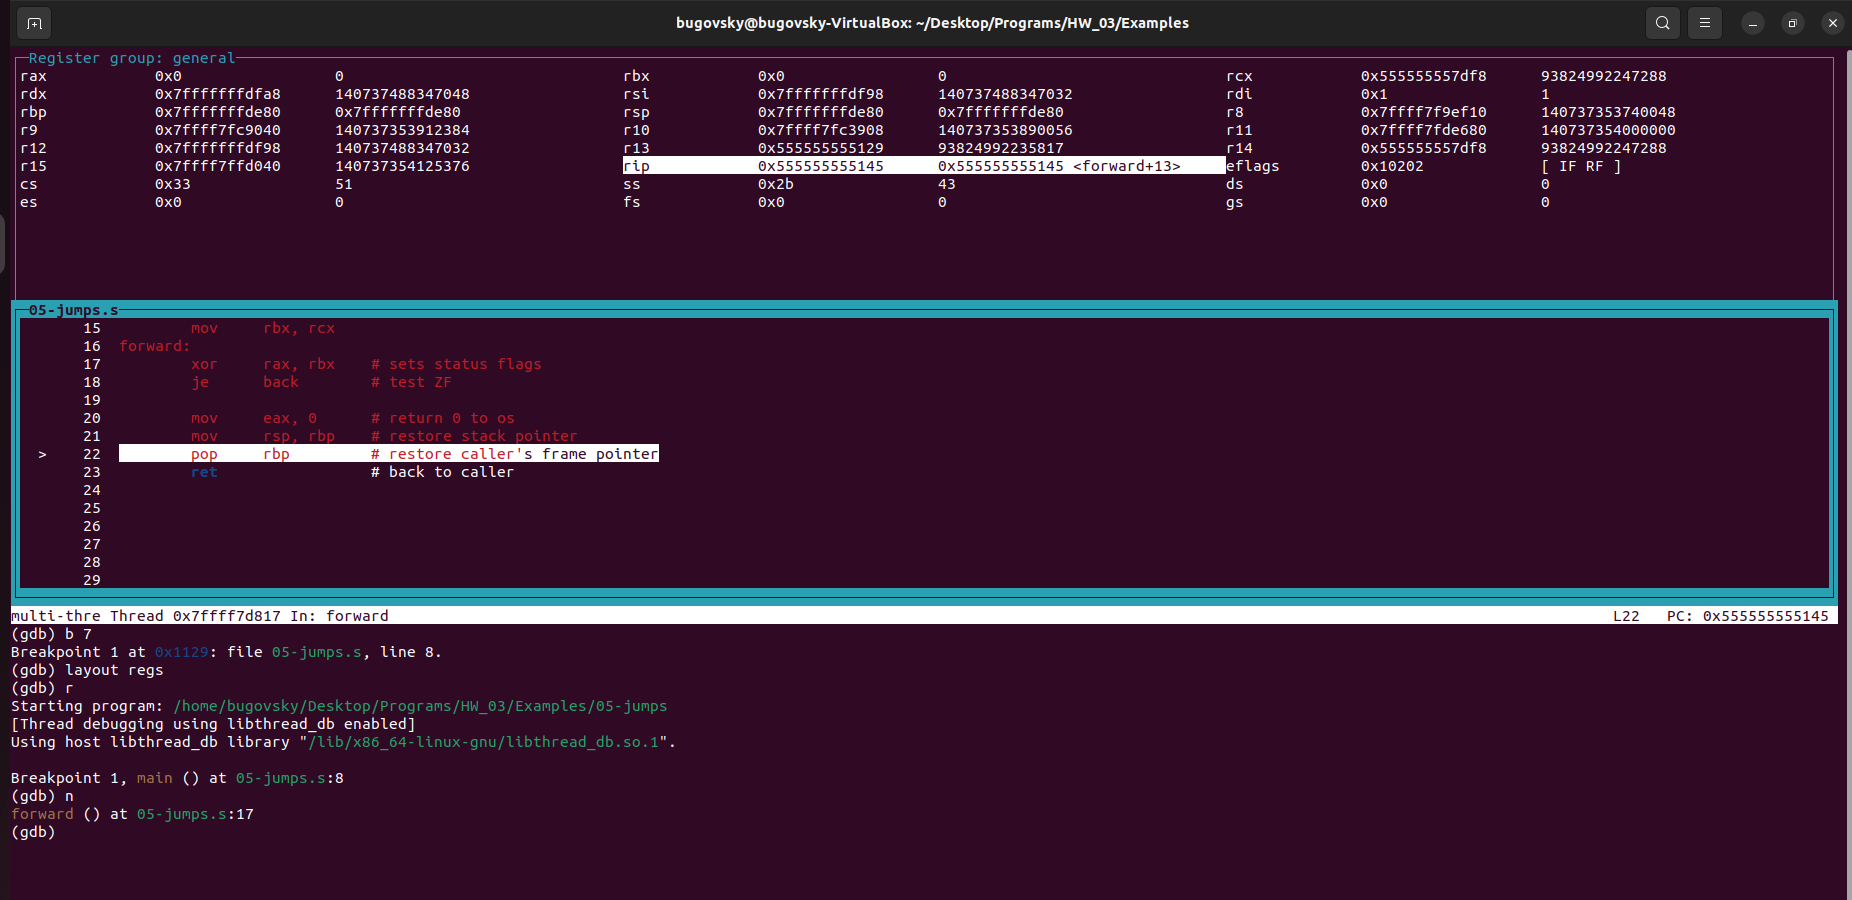 bugovsky@bugovsky-VirtualBox: ~/Desktop/Programs/HW_03/Examples
Register group: general
rax 0x0 0 rbx 0x0 0 rcx 0x555555557df8 93824992247288
rdx 0x7fffffffdfa8 140737488347048 rsi 0x7fffffffdf98 140737488347032 rdi 0x1 1
rbp 0x7fffffffde80 0x7fffffffde80 rsp 0x7fffffffde80 0x7fffffffde80 r8 0x7ffff7f9ef10 140737353740048
r9 0x7ffff7fc9040 140737353912384 r10 0x7ffff7fc3908 140737353890056 r11 0x7ffff7fde680 140737354000000
r12 0x7fffffffdf98 140737488347032 r13 0x555555555129 93824992235817 r14 0x555555557df8 93824992247288
r15 0x7ffff7ffd040 140737354125376 rip 0x555555555145 0x555555555145 <forward+13> eflags 0x10202 [ IF RF ]
cs 0x33 51 ss 0x2b 43 ds 0x0 0
es 0x0 0 fs 0x0 0 gs 0x0 0
05-jumps.s
15 mov rbx, rcx
16 forward:
17 xor rax, rbx # sets status flags
18 je back # test ZF
19
20 mov eax, 0 # return 0 to os
21 mov rsp, rbp # restore stack pointer
> 22 pop rbp # restore caller's frame pointer
23 ret # back to caller
24
25
26
27
28
29
multi-thre Thread 0x7ffff7d817 In: forward L22 PC: 0x555555555145
(gdb) b 7
Breakpoint 1 at 0x1129: file 05-jumps.s, line 8.
(gdb) layout regs
(gdb) r
Starting program: /home/bugovsky/Desktop/Programs/HW_03/Examples/05-jumps
[Thread debugging using libthread_db enabled]
Using host libthread_db library "/lib/x86_64-linux-gnu/libthread_db.so.1".
Breakpoint 1, main () at 05-jumps.s:8
(gdb) n
forward () at 05-jumps.s:17
(gdb)